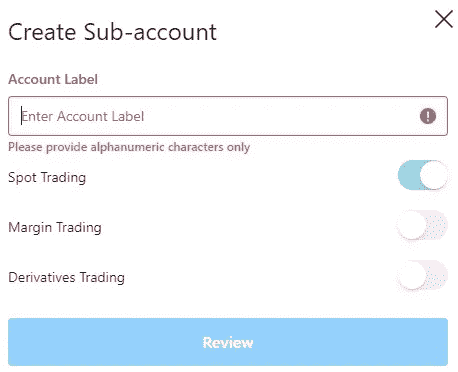 Create Sub-account
Account Label
Enter Account Label
Please provide alphanumeric characters only
Spot Trading
Margin Trading
Derivatives Trading
Review